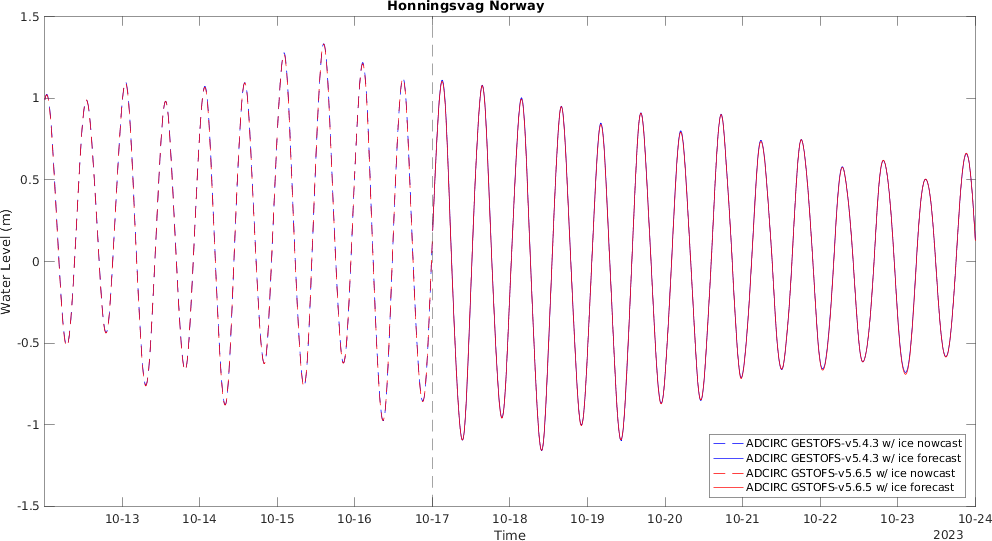 Honningsvag Norway
1.5
1
0.5
0
-0.5
-1
-1.5
Water Level (m)
10-13 10-14 10-15 10-16 10-17 10-18 10-19 10-20 10-21 10-22 10-23 10-24
Time
2023
ADCIRC GESTOFS-v5.4.3 w/ ice nowcast
ADCIRC GESTOFS-v5.4.3 w/ ice forecast
ADCIRC GSTOFS-v5.6.5 w/ ice nowcast
ADCIRC GSTOFS-v5.6.5 w/ ice forecast